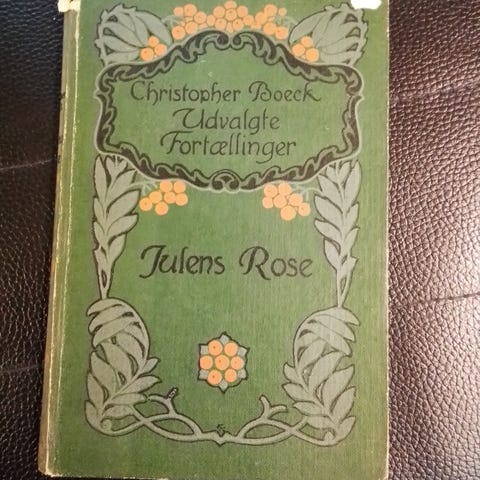 Christopher Boeck
Udvalgte
Fortællinger
Julens Rose